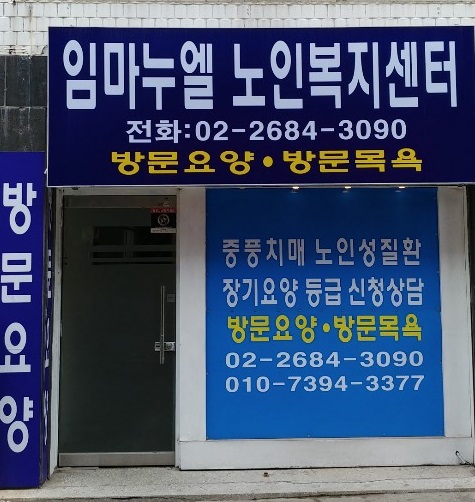 임마누엘 노인복지센터
전화:02-2684-3090
방문요양·방문목욕
중풍치매 노인성질환
장기요양 등급 신청상담
방문요양·방문목욕
02-2684-3090
010-7394-3377
방문요양